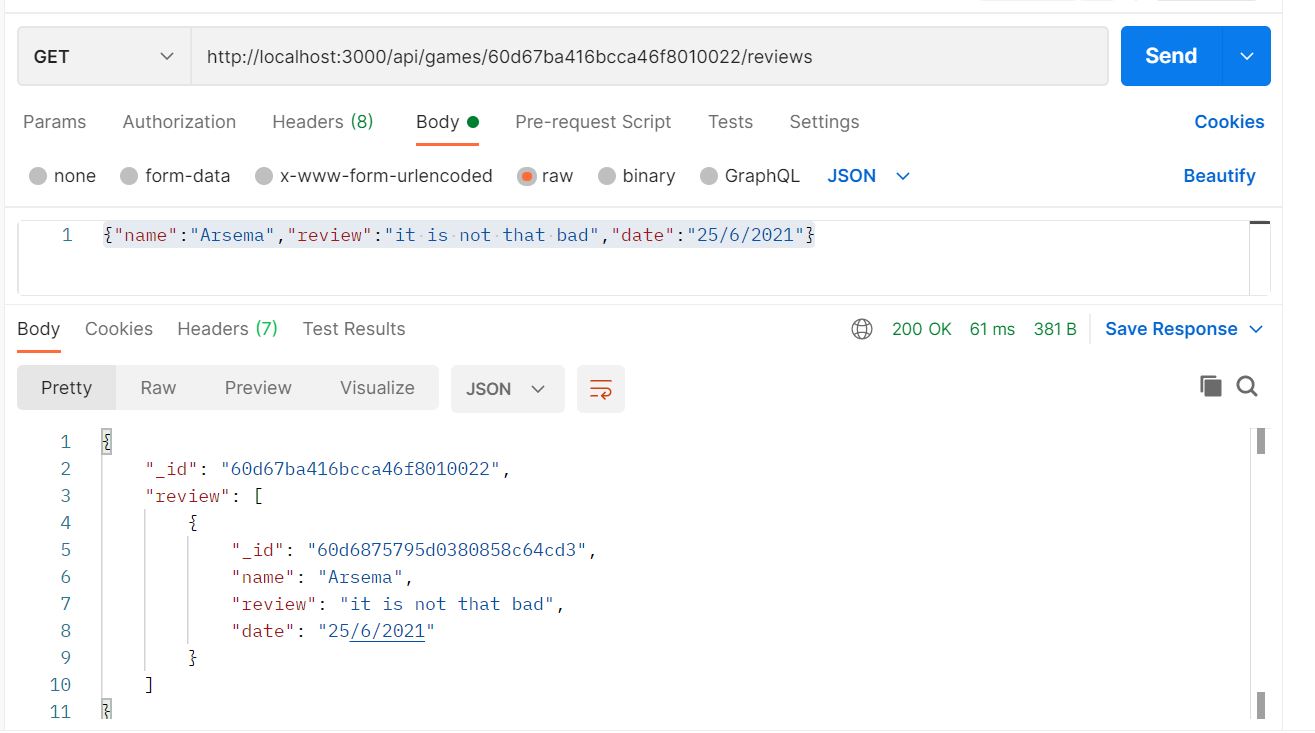 GET http://localhost:3000/api/games/60d67ba416bcca46f8010022/reviews Send
Params Authorization Headers (8) Body Pre-request Script Tests Settings Cookies
none form-data x-www-form-urlencoded raw binary GraphQL JSON Beautify
1 {"name":"Arsema","review":"it is not that bad","date":"25/6/2021"}
Body Cookies Headers (7) Test Results 200 OK 61 ms 381 B Save Response
Pretty Raw Preview Visualize JSON
1 {
2 "_id": "60d67ba416bcca46f8010022",
3 "review": [
4 {
5 "_id": "60d6875795d0380858c64cd3",
6 "name": "Arsema",
7 "review": "it is not that bad",
8 "date": "25/6/2021"
9 }
10 ]
11 }